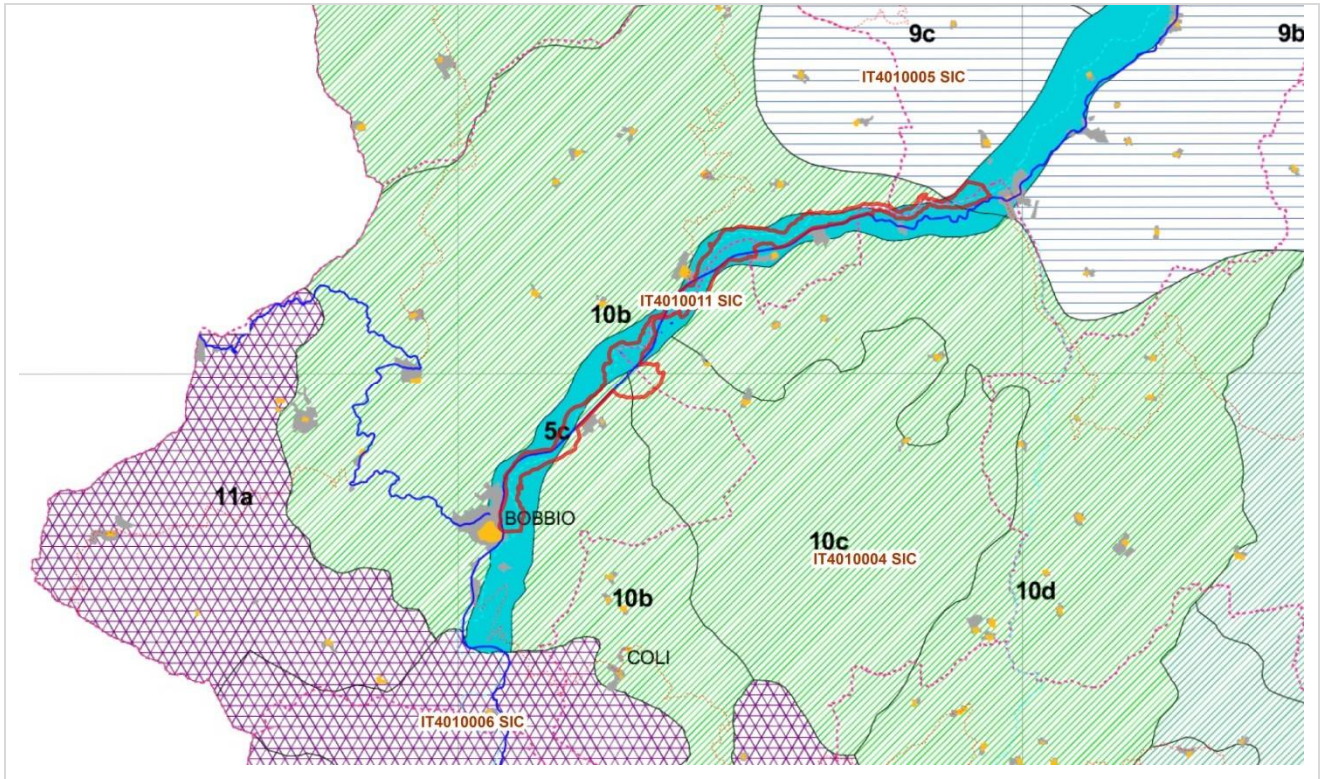 9c
9b
IT4010005 SIC
IT4010011 SIC
10b
5c
11a
BOBBIO
10c
IT4010004 SIC
10b
10d
COLI
IT4010006 SIC